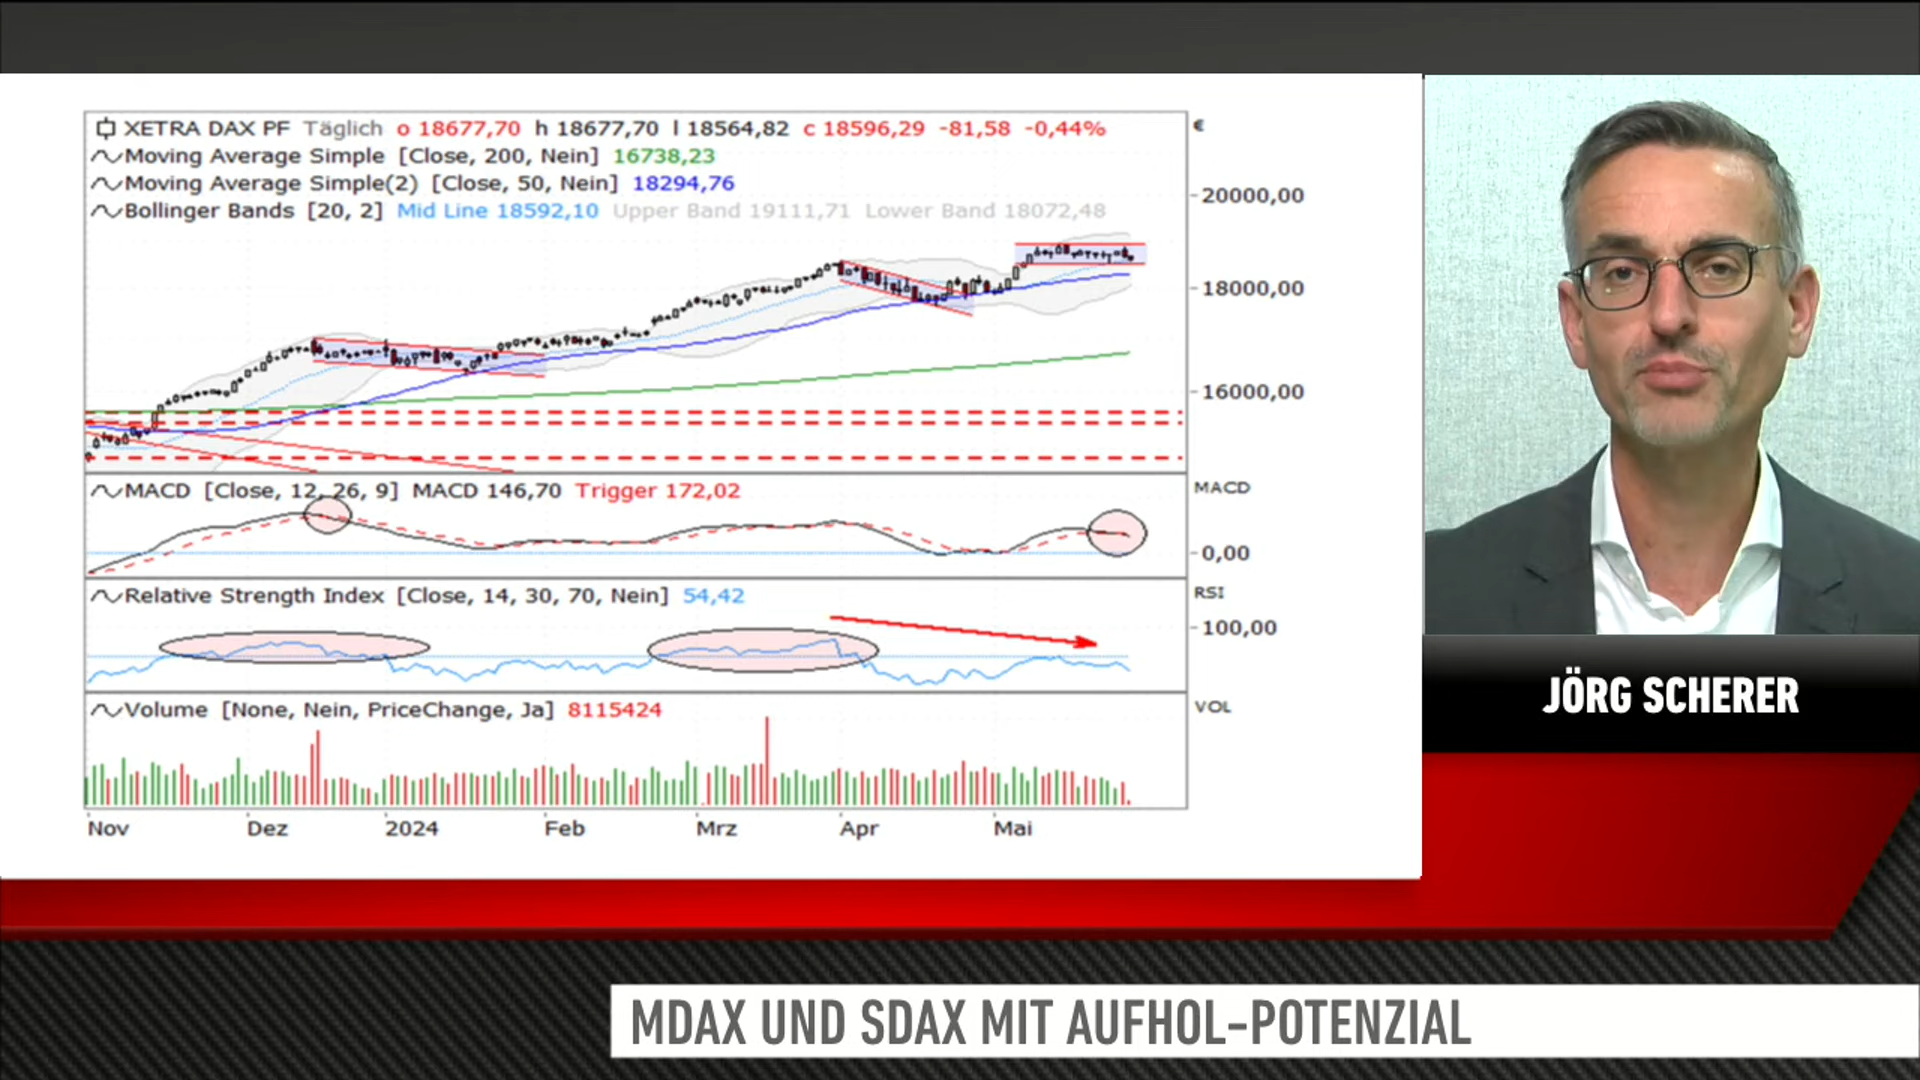 XETRA DAX PF Täglich o 18677,70 h 18677,70 l 18564,82 c 18596,29 -81,58 -0,44%
€
Moving Average Simple [Close, 200, Nein] 16738,23
Moving Average Simple(2) [Close, 50, Nein] 18294,76
Bollinger Bands [20, 2] Mid Line 18592,10 Upper Band 19111,71 Lower Band 18072,48
20000,00
18000,00
16000,00
MACD [Close, 12, 26, 9] MACD 146,70 Trigger 172,02
MACD
0,00
Relative Strength Index [Close, 14, 30, 70, Nein] 54,42
RSI
100,00
Volume [None, Nein, PriceChange, Ja] 8115424
VOL
Nov Dez 2024 Feb Mrz Apr Mai
JÖRG SCHERER
MDAX UND SDAX MIT AUFHOL-POTENZIAL